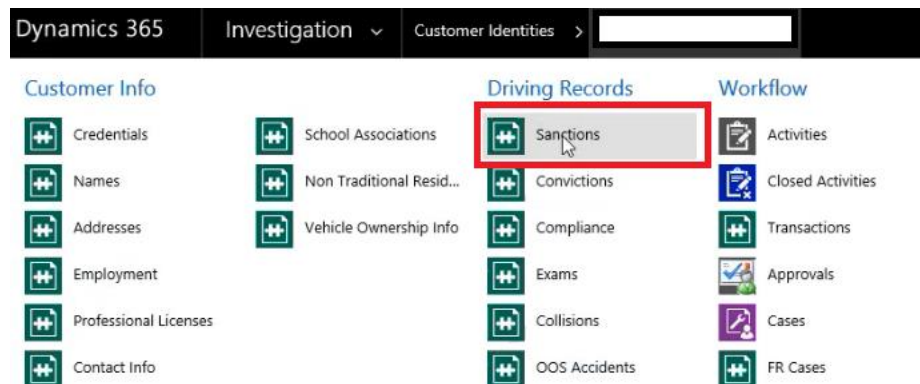 Dynamics 365 Investigation Customer Identities >
Customer Info
Credentials
Names
Addresses
Employment
Professional Licenses
Contact Info
School Associations
Non Traditional Resid...
Vehicle Ownership Info
Driving Records
Sanctions
Convictions
Compliance
Exams
Collisions
OOS Accidents
Workflow
Activities
Closed Activities
Transactions
Approvals
Cases
FR Cases